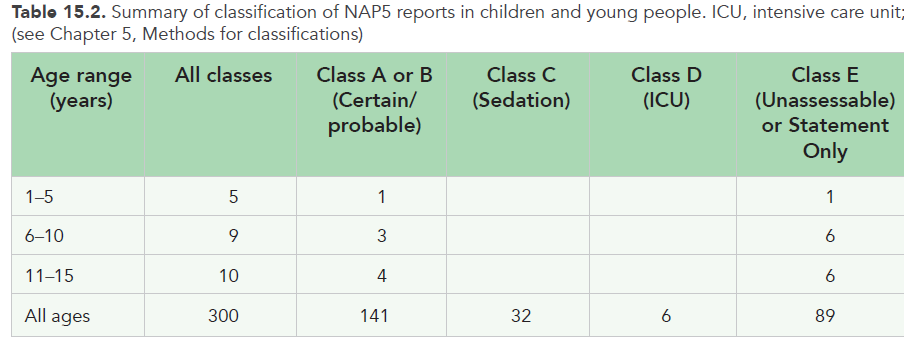 Table 15.2. Summary of classification of NAP5 reports in children and young people. ICU, intensive care unit;
(see Chapter 5, Methods for classifications)
Age range (years) All classes Class A or B (Certain/ probable) Class C (Sedation) Class D (ICU) Class E (Unassessable) or Statement Only
1–5 5 1 1
6–10 9 3 6
11–15 10 4 6
All ages 300 141 32 6 89